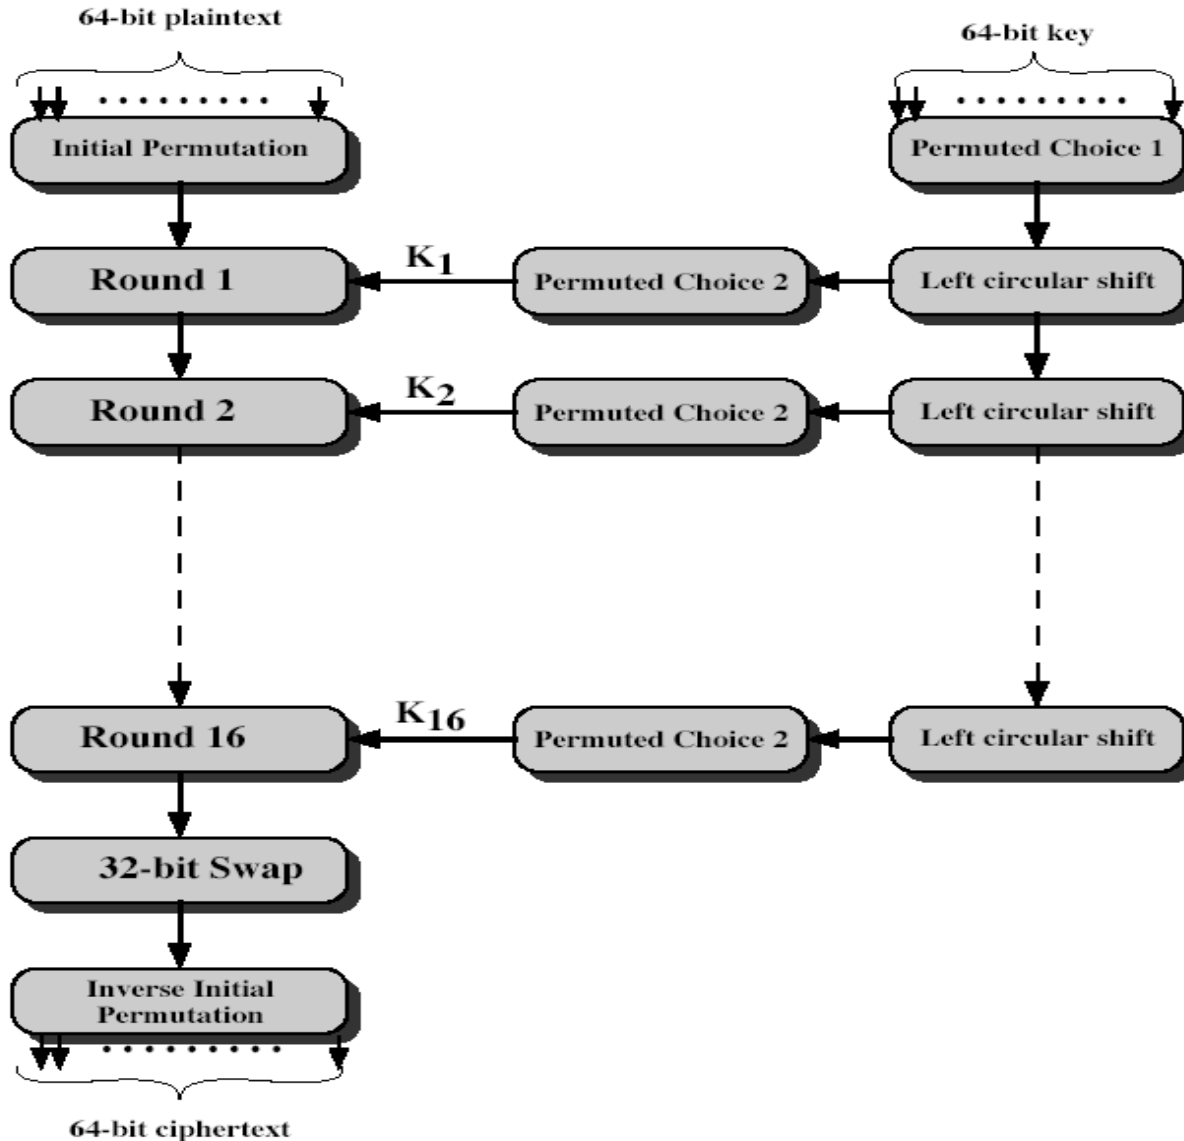 64-bit plaintext
64-bit key
Initial Permutation
Permuted Choice 1
Round 1
K1
Permuted Choice 2
Left circular shift
Round 2
K2
Permuted Choice 2
Left circular shift
Round 16
K16
Permuted Choice 2
Left circular shift
32-bit Swap
Inverse Initial
Permutation
64-bit ciphertext